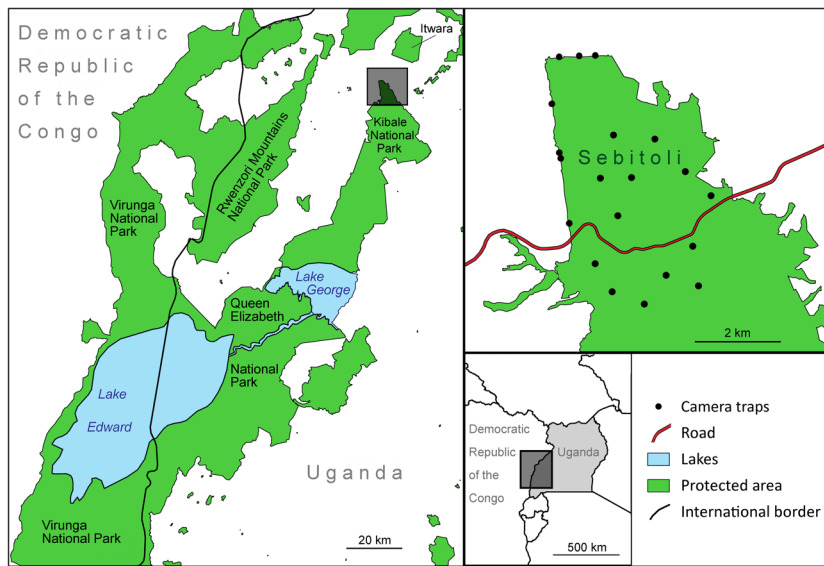 Democratic
Republic
of the
Congo
Itwara
Kibale
National
Park
Rwenzori Mountains
National Park
Virunga
National Park
Lake
George
Queen
Elizabeth
National
Park
Lake
Edward
Uganda
Virunga
National Park
20 km
Sebitoli
2 km
Democratic
Republic
of the
Congo
Uganda
500 km
Camera traps
Road
Lakes
Protected area
International border